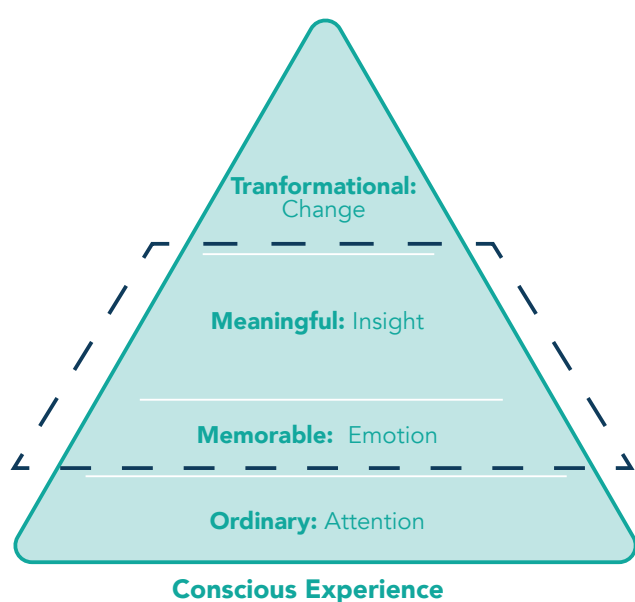 Tranformational:
Change
Meaningful: Insight
Memorable: Emotion
Ordinary: Attention
Conscious Experience